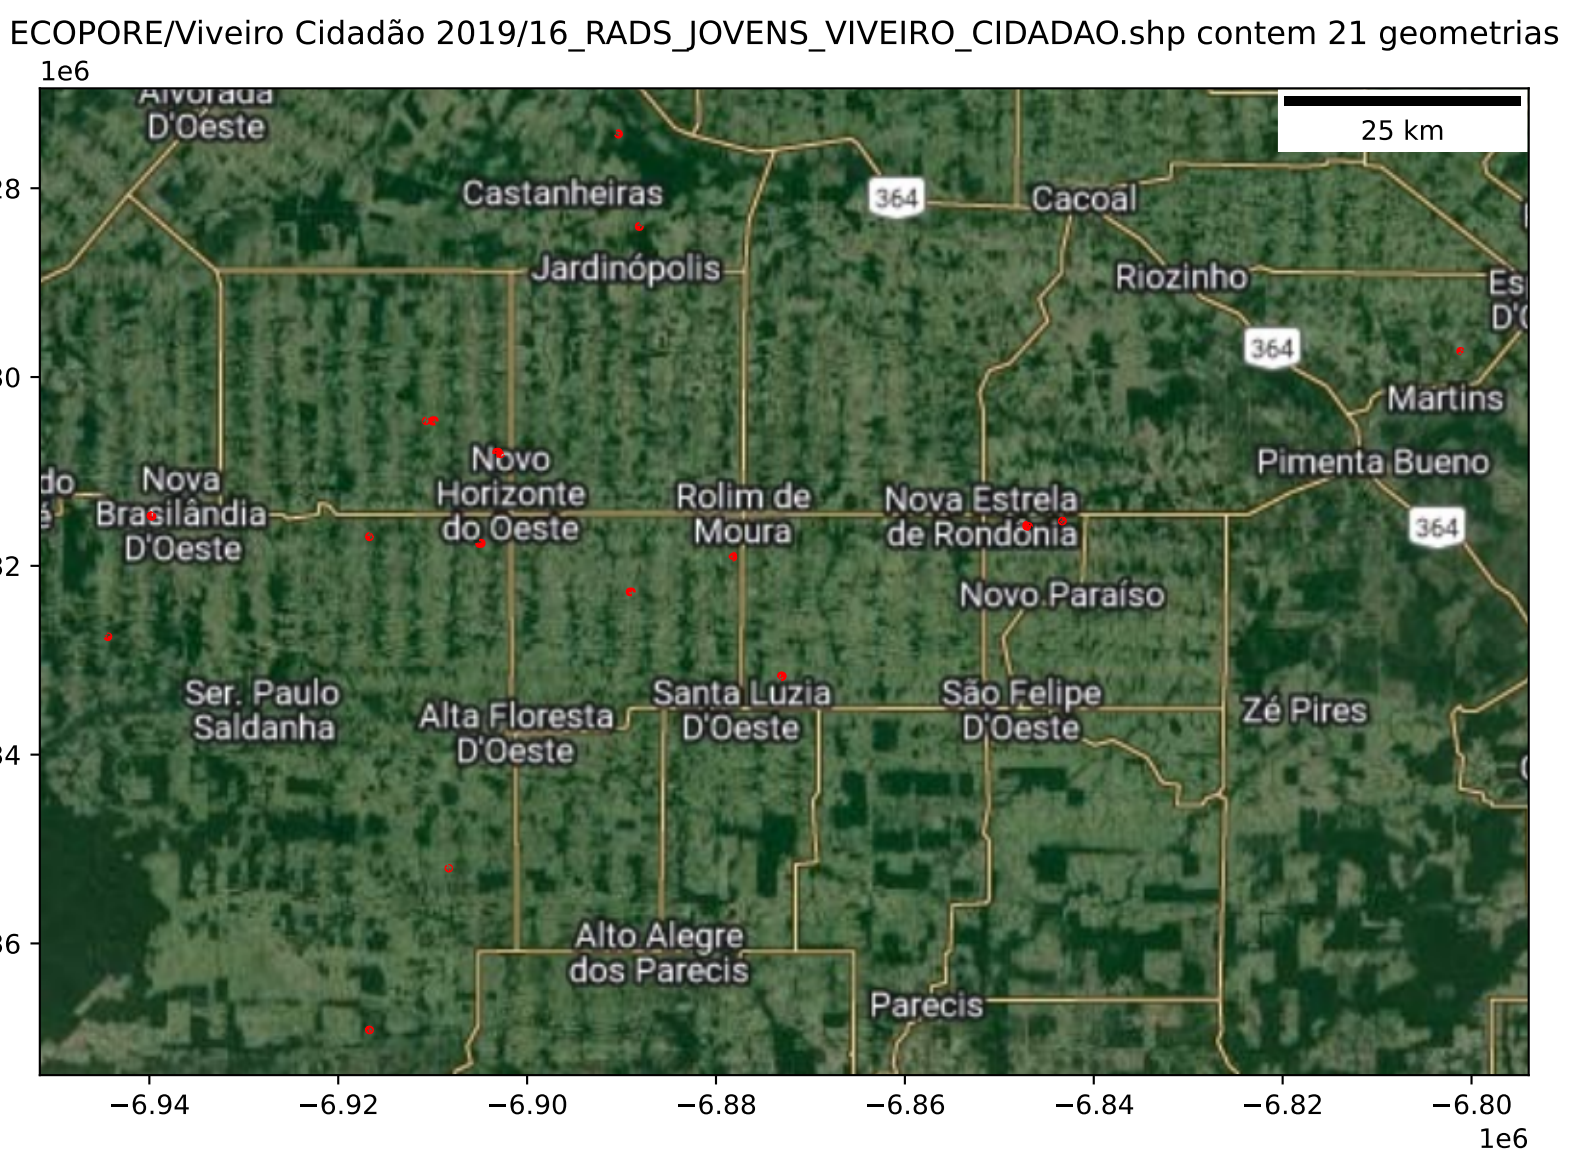 ECOPORE/Viveiro Cidadão 2019/16_RADS_JOVENS_VIVEIRO_CIDADAO.shp contem 21 geometrias
1e6
Alvorada
D'Oeste
25 km
Castanheiras
364
Cacoal
Jardinópolis
Riozinho
364
Martins
Novo
Horizonte
do Oeste
Pimenta Bueno
Nova
Brasilândia
D'Oeste
Rolim de
Moura
Nova Estrela
de Rondônia
364
Novo Paraíso
Ser. Paulo
Saldanha
Alta Floresta
D'Oeste
Santa Luzia
D'Oeste
São Felipe
D'Oeste
Zé Pires
Alto Alegre
dos Parecis
Parecis
−6.94 −6.92 −6.90 −6.88 −6.86 −6.84 −6.82 −6.80
1e6